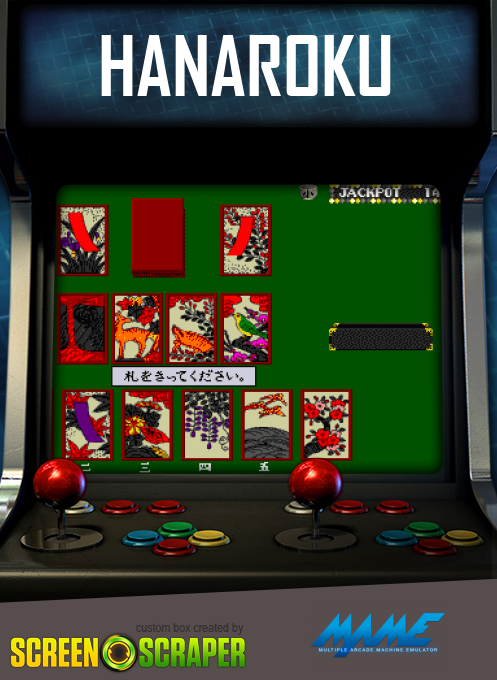 HANAROKU
小 JACKPOT 1
札をきってください。
二 三 四 五
custom box created by
SCREEN SCRAPER
MAME
MULTIPLE ARCADE MACHINE EMULATOR